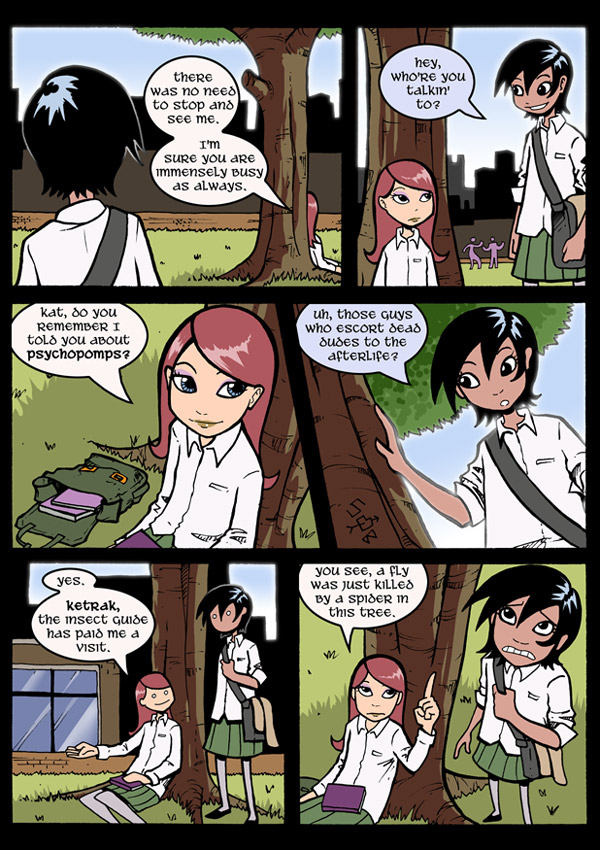 there
was no need
to stop and
see me.
I'm
sure you are
immensely busy
as always.
hey,
who're you
talkin'
to?
kat, do you
remember I
told you about
psychopomps?
uh, those guys
who escort dead
dudes to the
afterlife?
yes.
ketrak,
the insect guide
has paid me a
visit.
you see, a fly
was just killed
by a spider in
this tree.